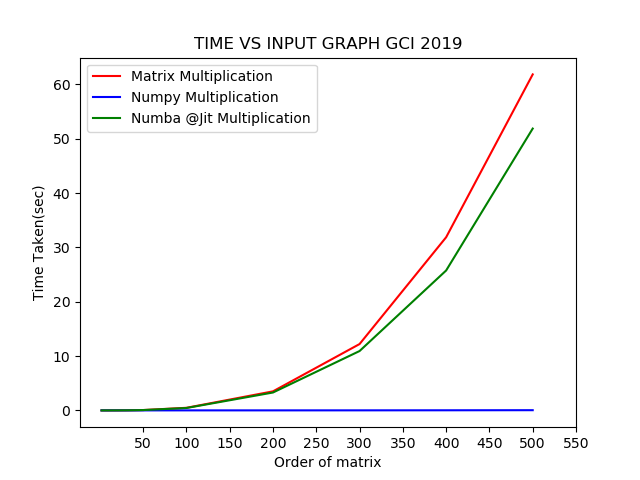 TIME VS INPUT GRAPH GCI 2019
Matrix Multiplication
Numpy Multiplication
Numba @Jit Multiplication
Time Taken(sec)
60
50
40
30
20
10
0
50 100 150 200 250 300 350 400 450 500 550
Order of matrix